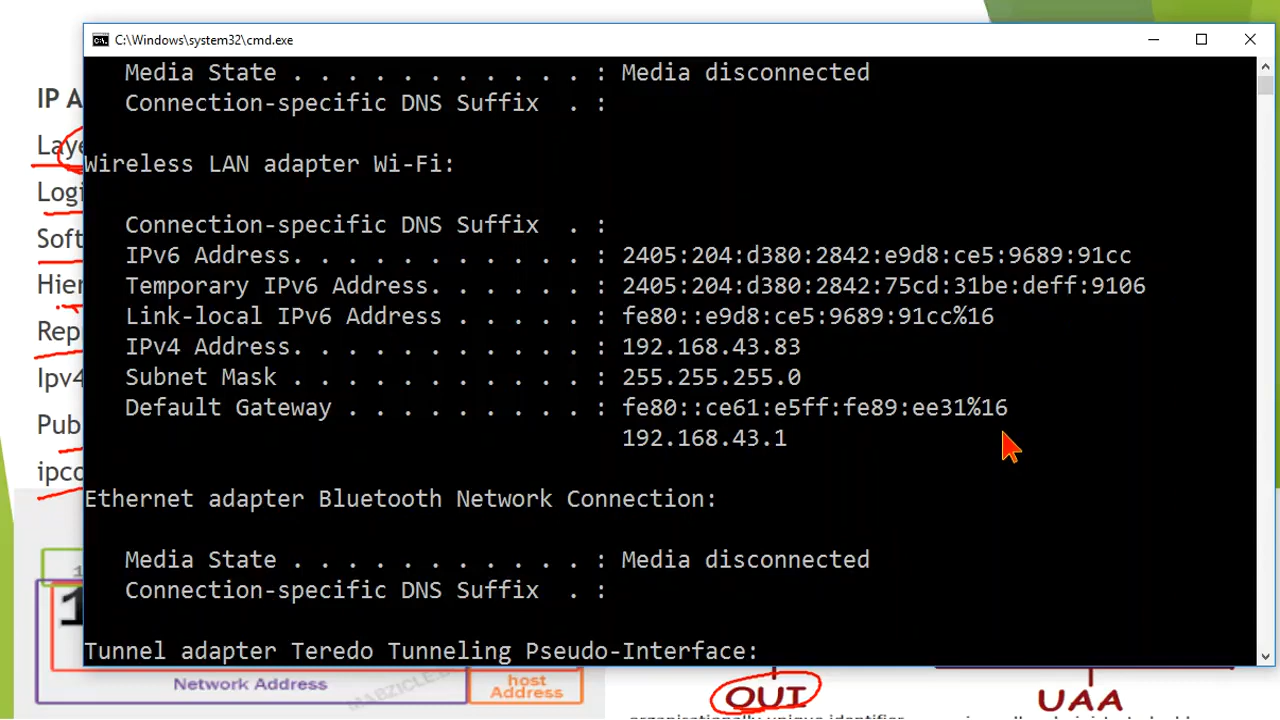 C:\Windows\system32\cmd.exe
Media State . . . . . . . . . . . : Media disconnected
Connection-specific DNS Suffix  . :
Wireless LAN adapter Wi-Fi:
Connection-specific DNS Suffix  . :
IPv6 Address. . . . . . . . . . . : 2405:204:d380:2842:e9d8:ce5:9689:91cc
Temporary IPv6 Address. . . . . . : 2405:204:d380:2842:75cd:31be:deff:9106
Link-local IPv6 Address . . . . . : fe80::e9d8:ce5:9689:91cc%16
IPv4 Address. . . . . . . . . . . : 192.168.43.83
Subnet Mask . . . . . . . . . . . : 255.255.255.0
Default Gateway . . . . . . . . . : fe80::ce61:e5ff:fe89:ee31%16
192.168.43.1
Ethernet adapter Bluetooth Network Connection:
Media State . . . . . . . . . . . : Media disconnected
Connection-specific DNS Suffix  . :
Tunnel adapter Teredo Tunneling Pseudo-Interface:
IP A
Laye
Logi
Soft
Hier
Rep
Ipv4
Pub
ipco
1
Network Address
host
Address
OUI
UAA